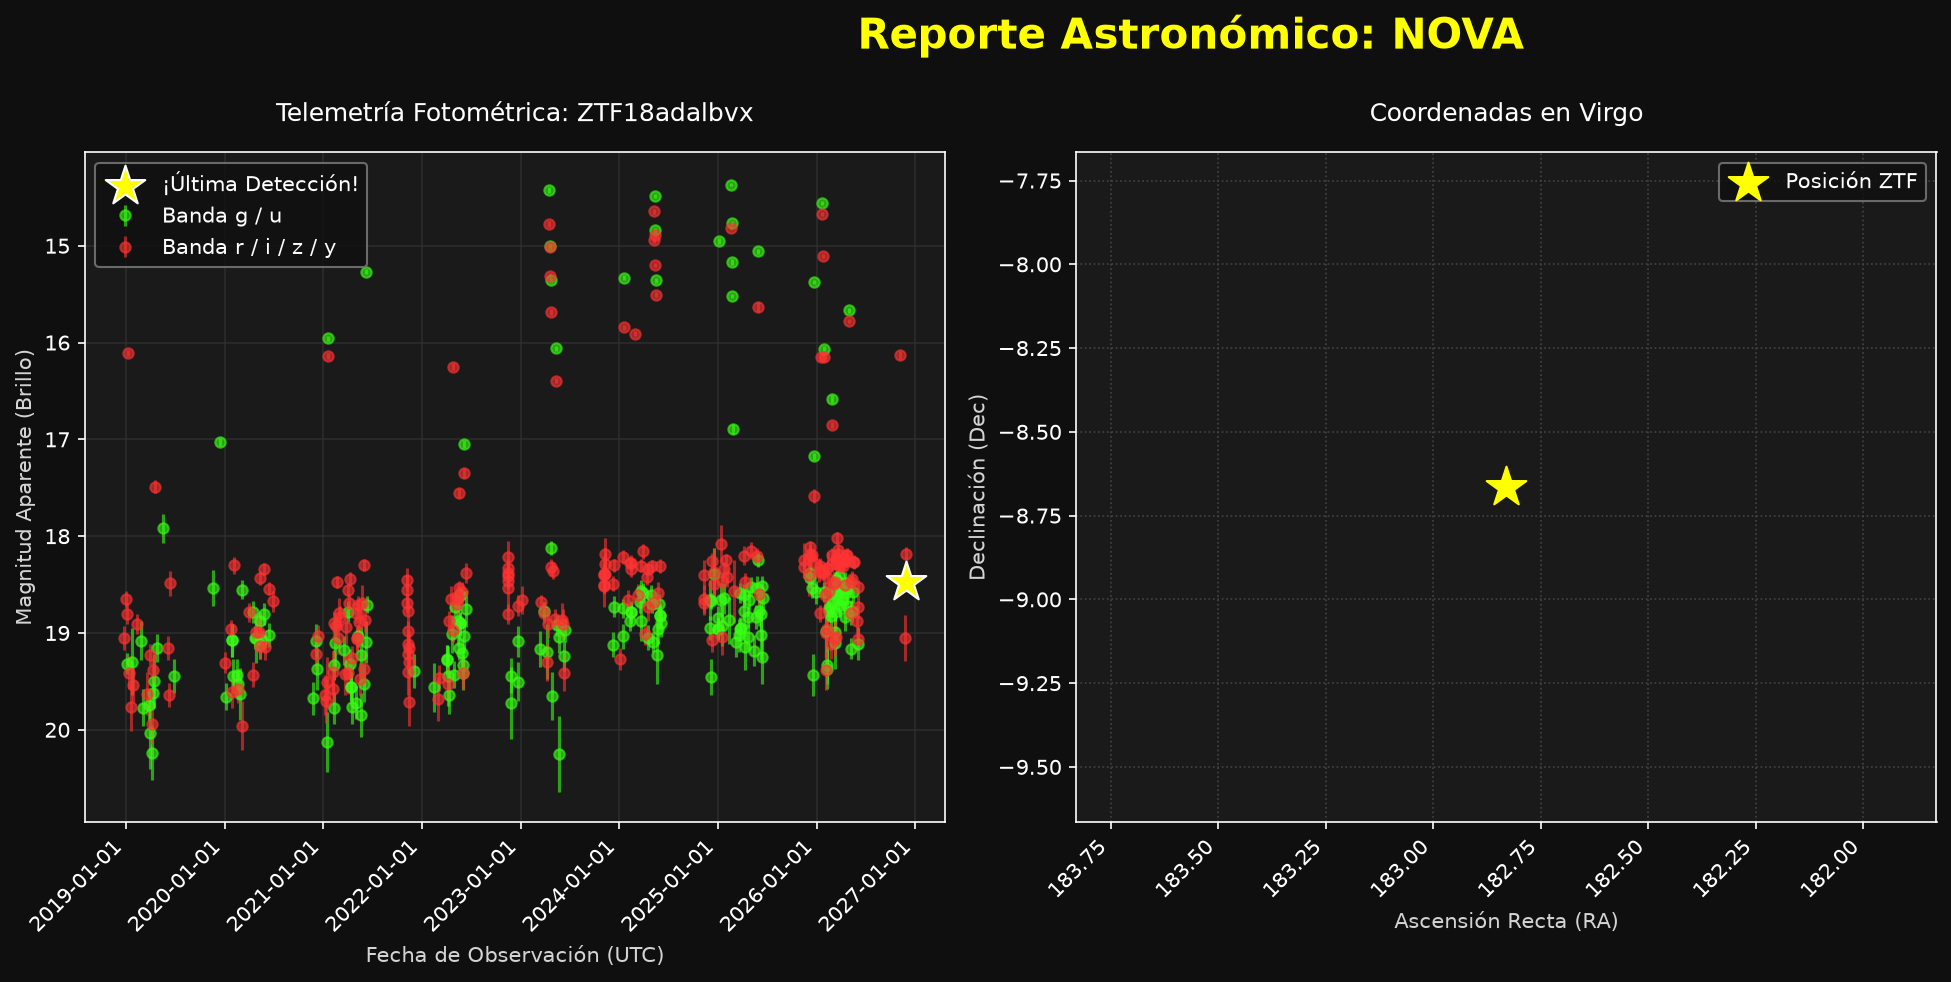 Reporte Astronómico: NOVA
Telemetría Fotométrica: ZTF18adalbvx
¡Última Detección!
Banda g / u
Banda r / i / z / y
Magnitud Aparente (Brillo)
15
16
17
18
19
20
2019-01-01
2020-01-01
2021-01-01
2022-01-01
2023-01-01
2024-01-01
2025-01-01
2026-01-01
2027-01-01
Fecha de Observación (UTC)
Coordenadas en Virgo
Posición ZTF
Declinación (Dec)
−7.75
−8.00
−8.25
−8.50
−8.75
−9.00
−9.25
−9.50
183.75
183.50
183.25
183.00
182.75
182.50
182.25
182.00
Ascensión Recta (RA)